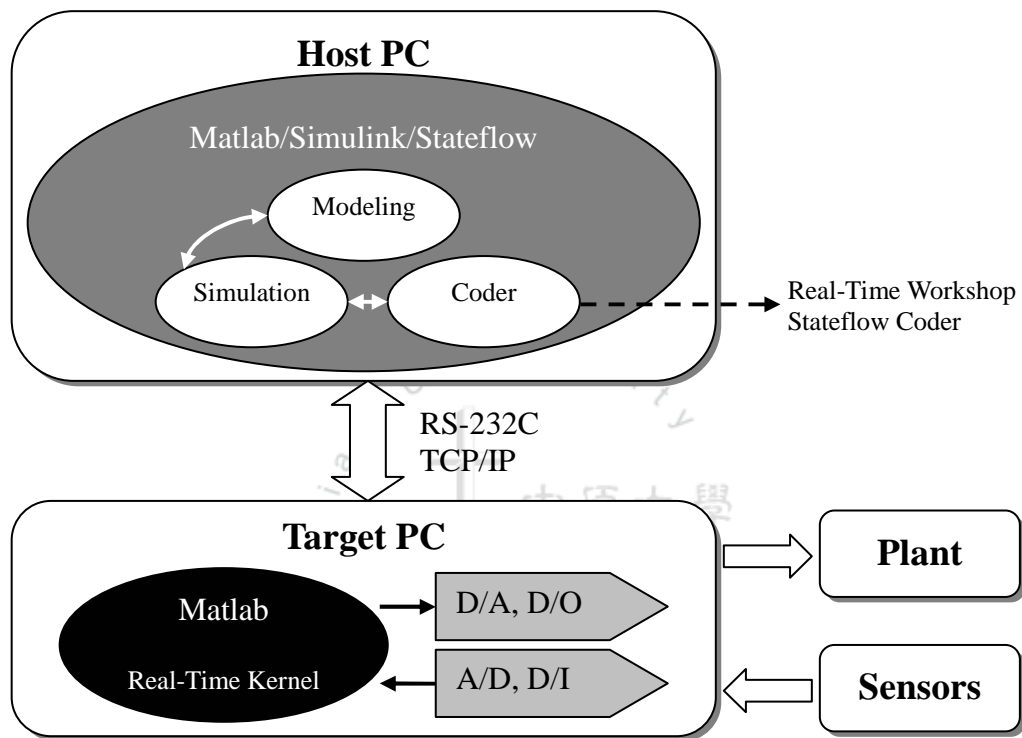 Host PC
Matlab/Simulink/Stateflow
Modeling
Simulation
Coder
Real-Time Workshop
Stateflow Coder
RS-232C
TCP/IP
Target PC
Matlab
Real-Time Kernel
D/A, D/O
A/D, D/I
Plant
Sensors